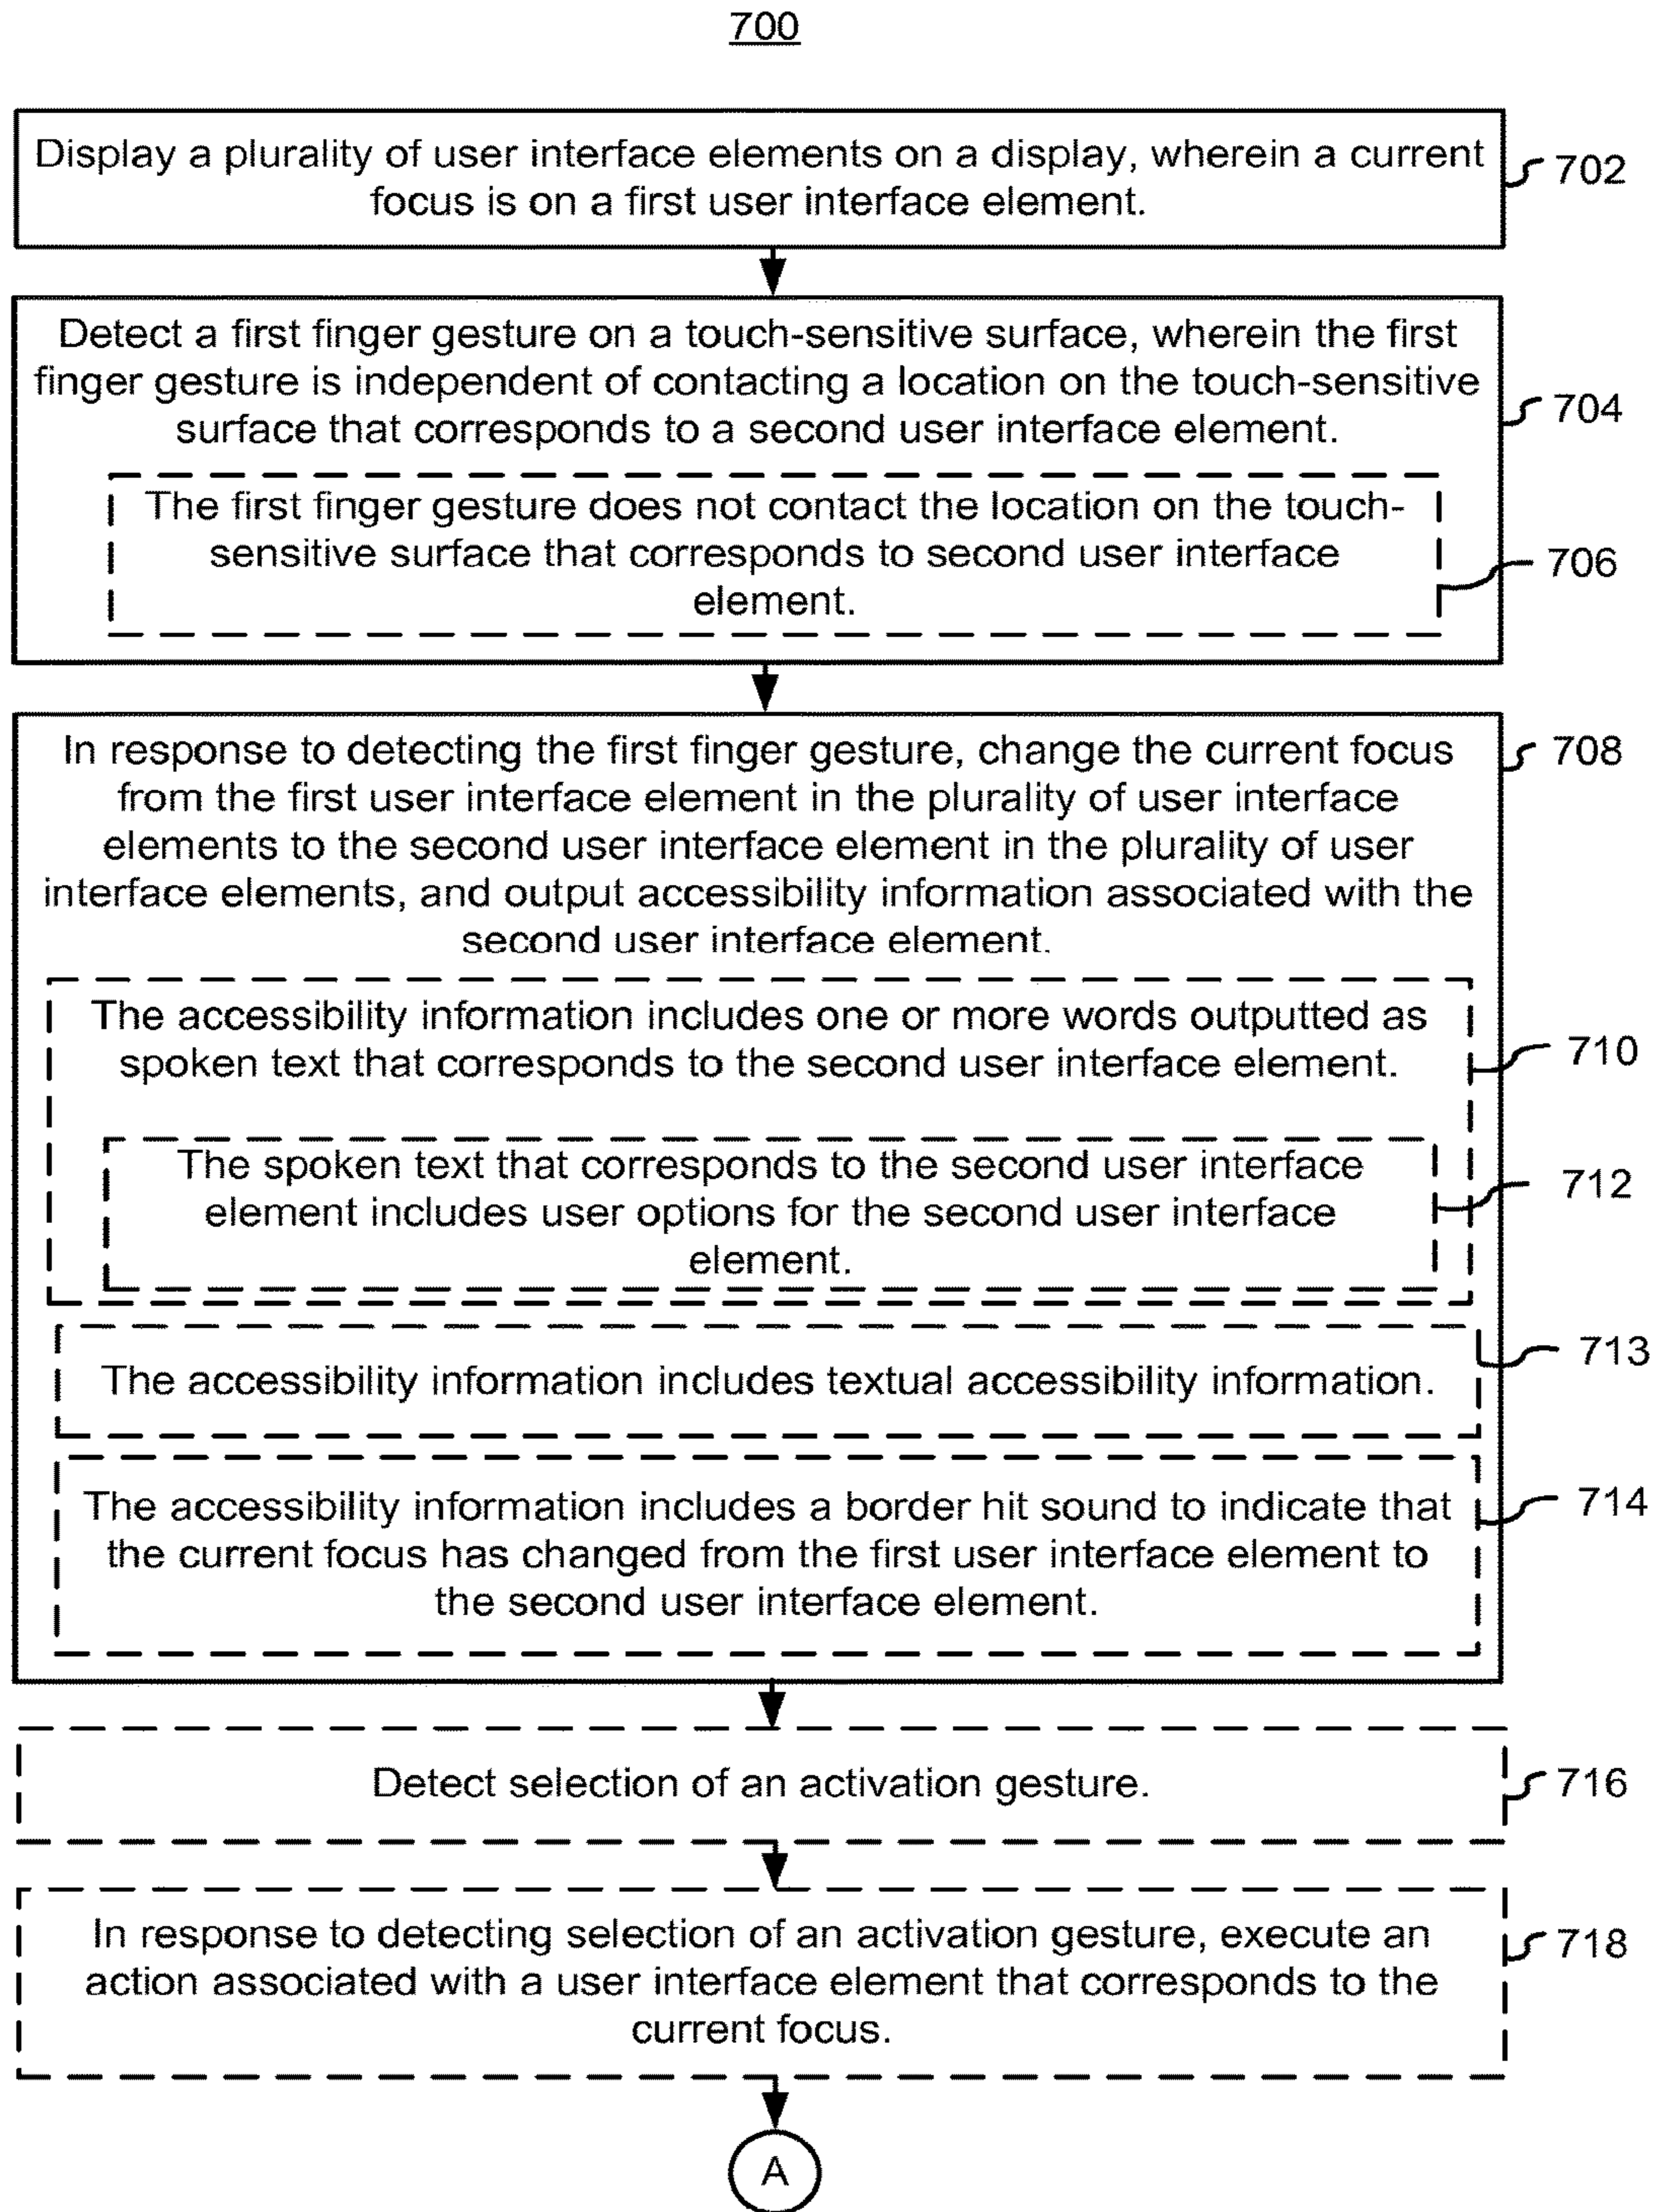 700
Display a plurality of user interface elements on a display, wherein a current
focus is on a first user interface element.
702
Detect a first finger gesture on a touch-sensitive surface, wherein the first
finger gesture is independent of contacting a location on the touch-sensitive
surface that corresponds to a second user interface element.
704
The first finger gesture does not contact the location on the touch-
sensitive surface that corresponds to second user interface
element.
706
In response to detecting the first finger gesture, change the current focus
from the first user interface element in the plurality of user interface
elements to the second user interface element in the plurality of user
interface elements, and output accessibility information associated with the
second user interface element.
708
The accessibility information includes one or more words outputted as
spoken text that corresponds to the second user interface element.
710
The spoken text that corresponds to the second user interface
element includes user options for the second user interface
element.
712
The accessibility information includes textual accessibility information.
713
The accessibility information includes a border hit sound to indicate that
the current focus has changed from the first user interface element to
the second user interface element.
714
Detect selection of an activation gesture.
716
In response to detecting selection of an activation gesture, execute an
action associated with a user interface element that corresponds to the
current focus.
718
A